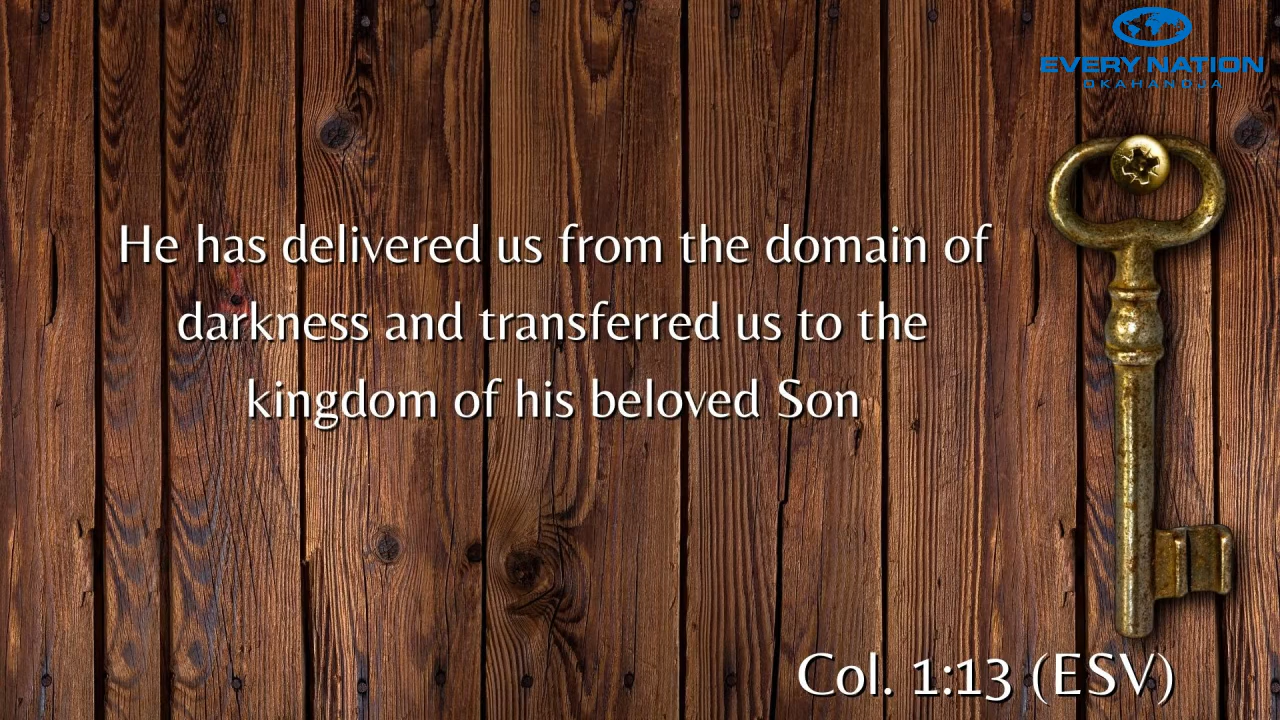 EVERY NATION
OKAHANDJA
He has delivered us from the domain of
darkness and transferred us to the
kingdom of his beloved Son
Col. 1:13 (ESV)